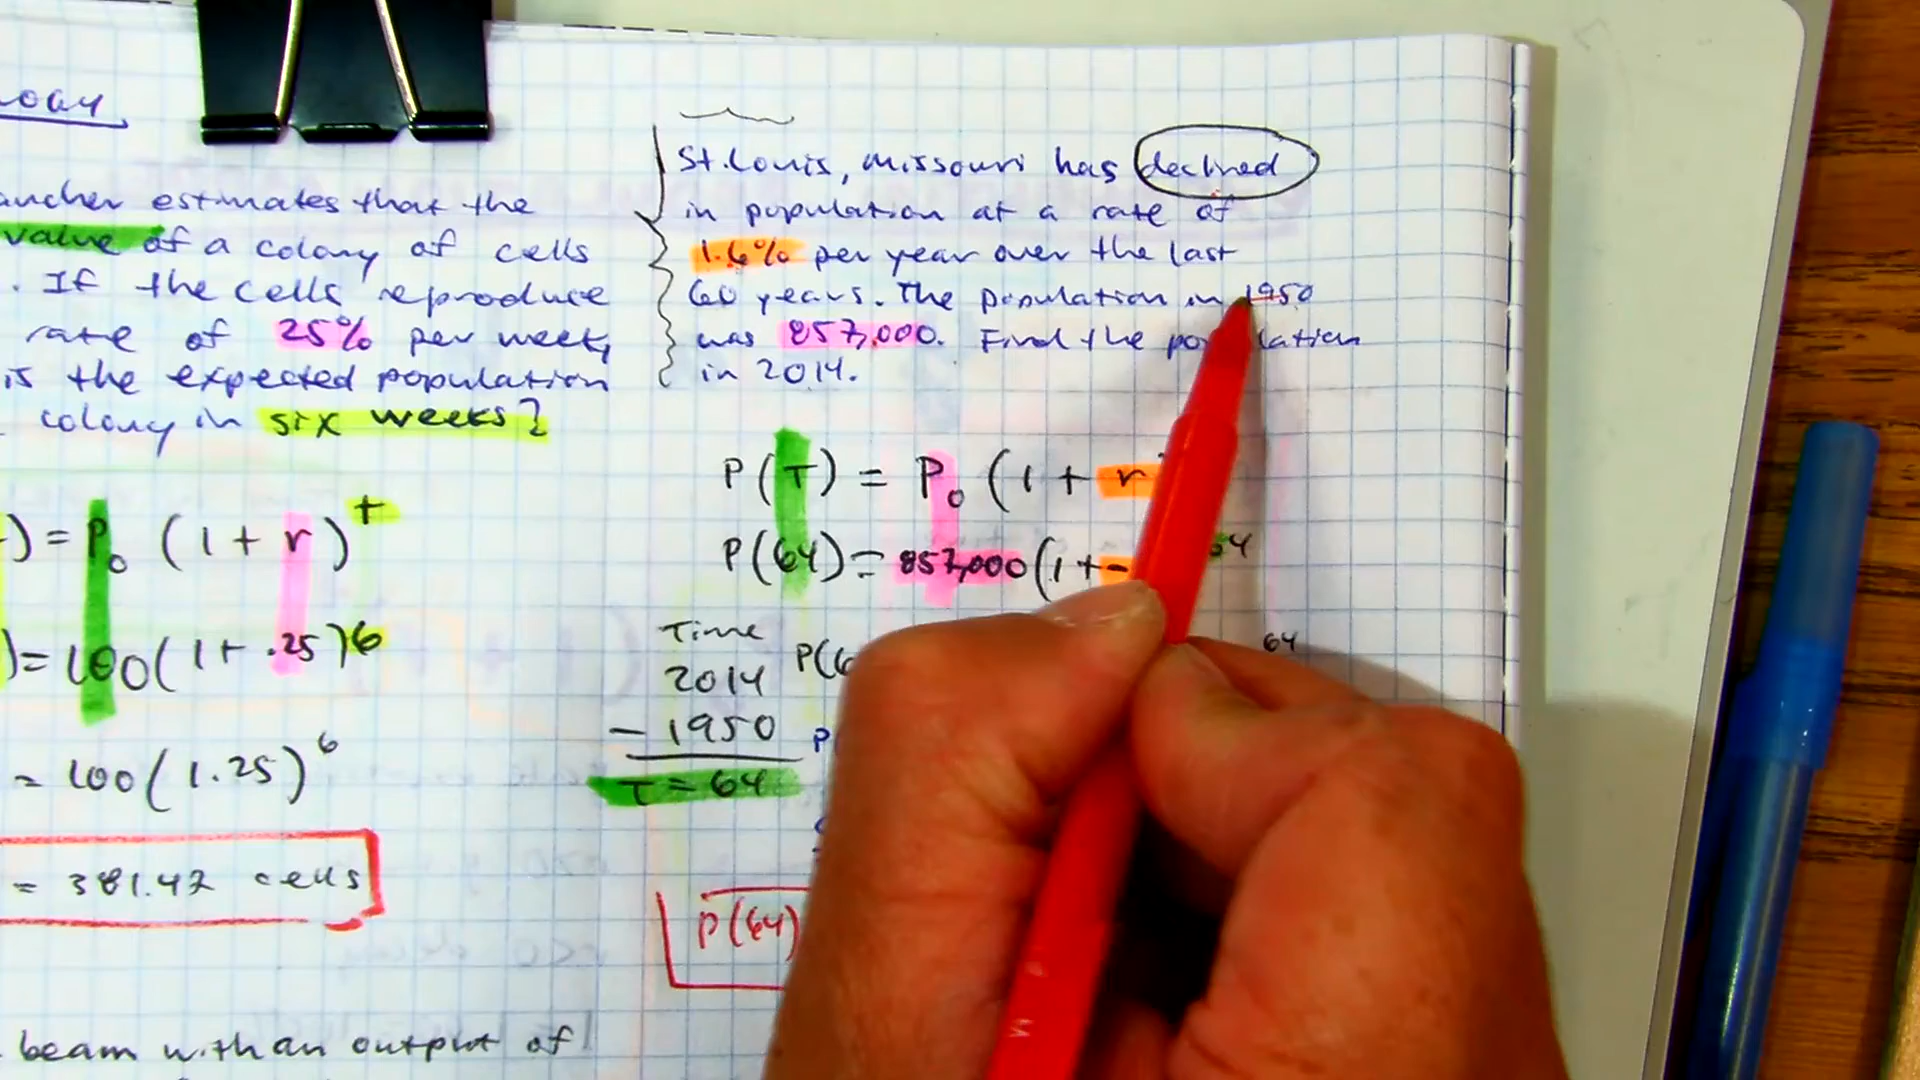 ancher estimates that the
value of a colony of cells
. If the cells reproduce
rate of 25% per week,
is the expected population
colony in six weeks?
) = P₀ (1 + r)^t
) = 100(1 + .25)^6
= 100(1.25)^6
= 381.47 cells
beam with an output of
St. Louis, Missouri has declined
in population at a rate of
1.6% per year over the last
60 years. The population in 1950
was 857,000. Find the population
in 2014.
P(T) = P₀ (1 + r
P(64) = 857,000(1 + - 64
Time
2014
- 1950
T = 64
P(6 64
P
P(64)